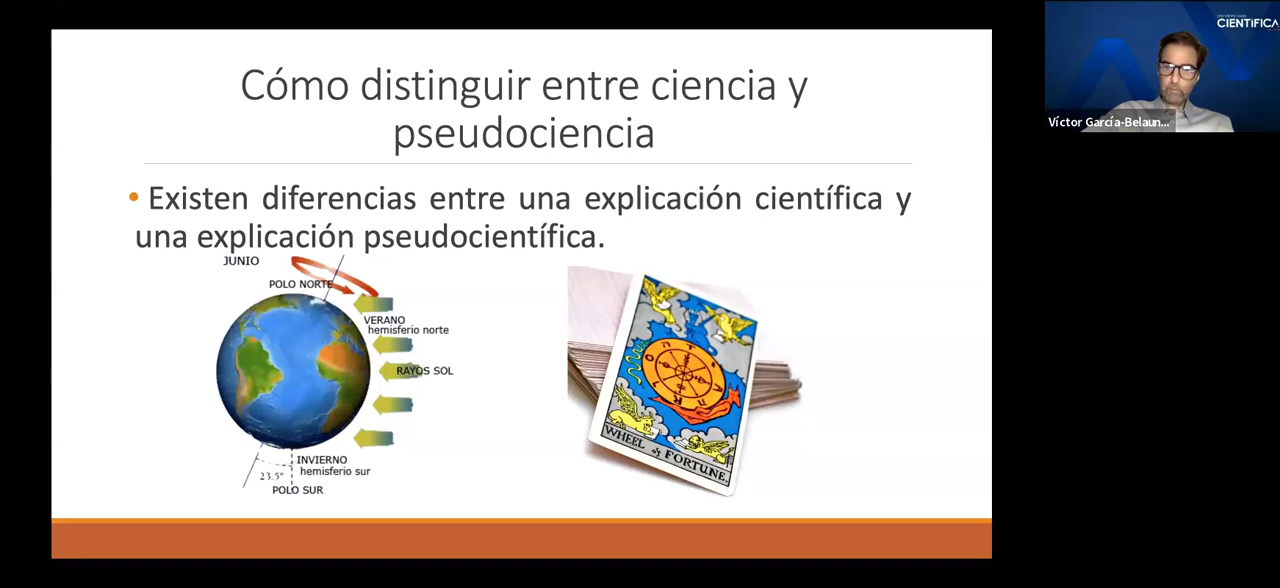 Cómo distinguir entre ciencia y
pseudociencia
• Existen diferencias entre una explicación científica y
una explicación pseudocientífica.
JUNIO
POLO NORTE
VERANO
hemisferio norte
RAYOS SOL
INVIERNO
hemisferio sur
23.5°
POLO SUR
WHEEL of FORTUNE.
CIENTÍFICA
Víctor García-Belaun...